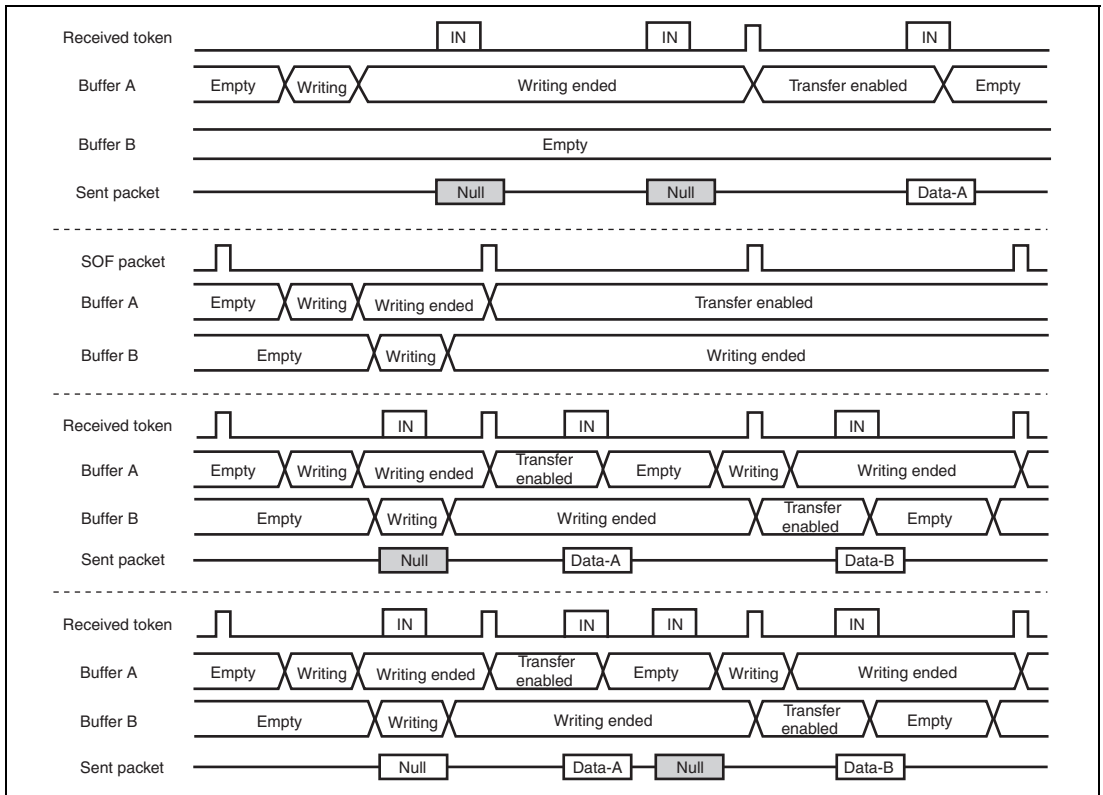 Received token IN IN IN
Buffer A Empty Writing Writing ended Transfer enabled Empty
Buffer B Empty
Sent packet Null Null Data-A
SOF packet
Buffer A Empty Writing Writing ended Transfer enabled
Buffer B Empty Writing Writing ended
Received token IN IN IN
Buffer A Empty Writing Writing ended Transfer enabled Empty Writing Writing ended
Buffer B Empty Writing Writing ended Transfer enabled Empty
Sent packet Null Data-A Data-B
Received token IN IN IN IN
Buffer A Empty Writing Writing ended Transfer enabled Empty Writing Writing ended
Buffer B Empty Writing Writing ended Transfer enabled Empty
Sent packet Null Data-A Null Data-B